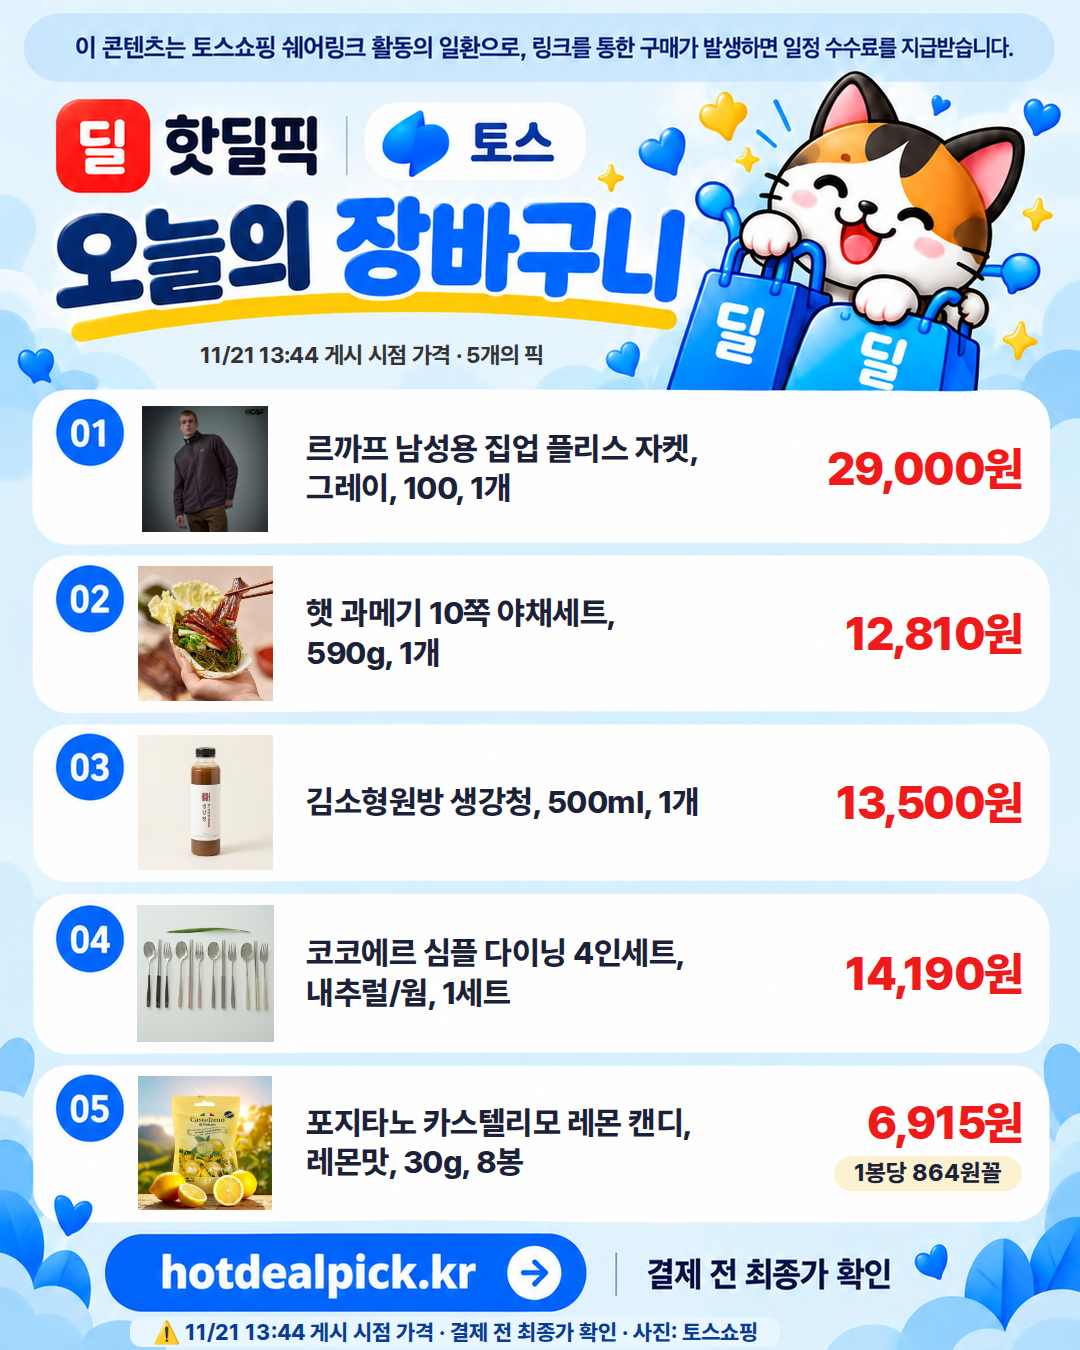 이 콘텐츠는 토스쇼핑 쉐어링크 활동의 일환으로, 링크를 통한 구매가 발생하면 일정 수수료를 지급받습니다.
딜 핫딜픽 토스
오늘의 장바구니
딜
딜
11/21 13:44 게시 시점 가격 · 5개의 픽
01
르까프 남성용 집업 플리스 자켓,
그레이, 100, 1개
29,000원
02
햇 과메기 10쪽 야채세트,
590g, 1개
12,810원
03
김소형원방 생강청, 500ml, 1개
13,500원
04
코코에르 심플 다이닝 4인세트,
내추럴/웜, 1세트
14,190원
05
포지타노 카스텔리모 레몬 캔디,
레몬맛, 30g, 8봉
6,915원
1봉당 864원꼴
hotdealpick.kr
결제 전 최종가 확인
⚠️ 11/21 13:44 게시 시점 가격 · 결제 전 최종가 확인 · 사진: 토스쇼핑